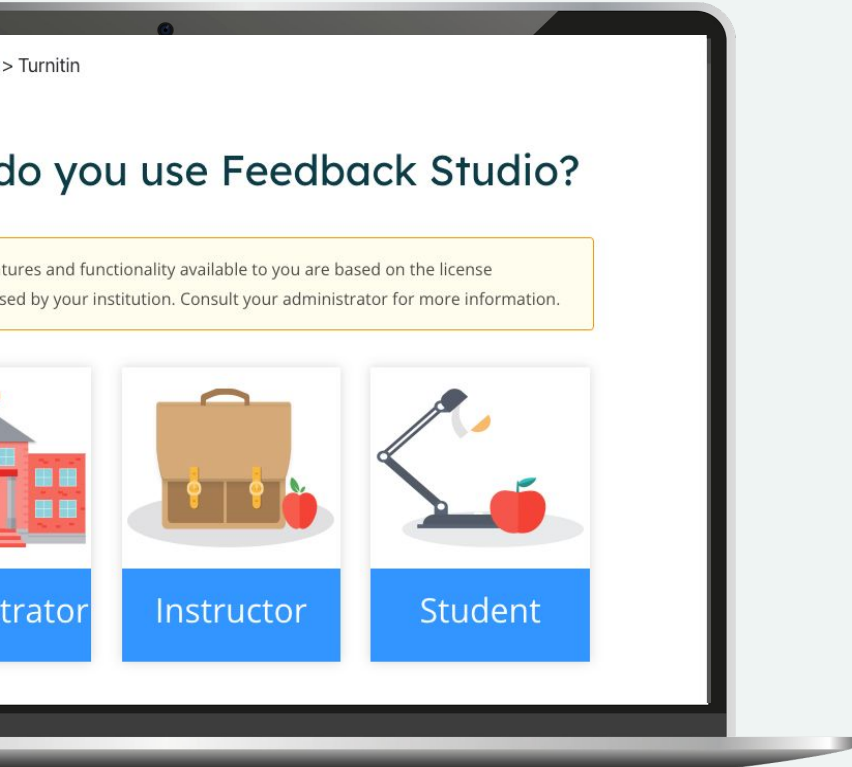 > Turnitin
do you use Feedback Studio?
tures and functionality available to you are based on the license
sed by your institution. Consult your administrator for more information.
trator
Instructor
Student